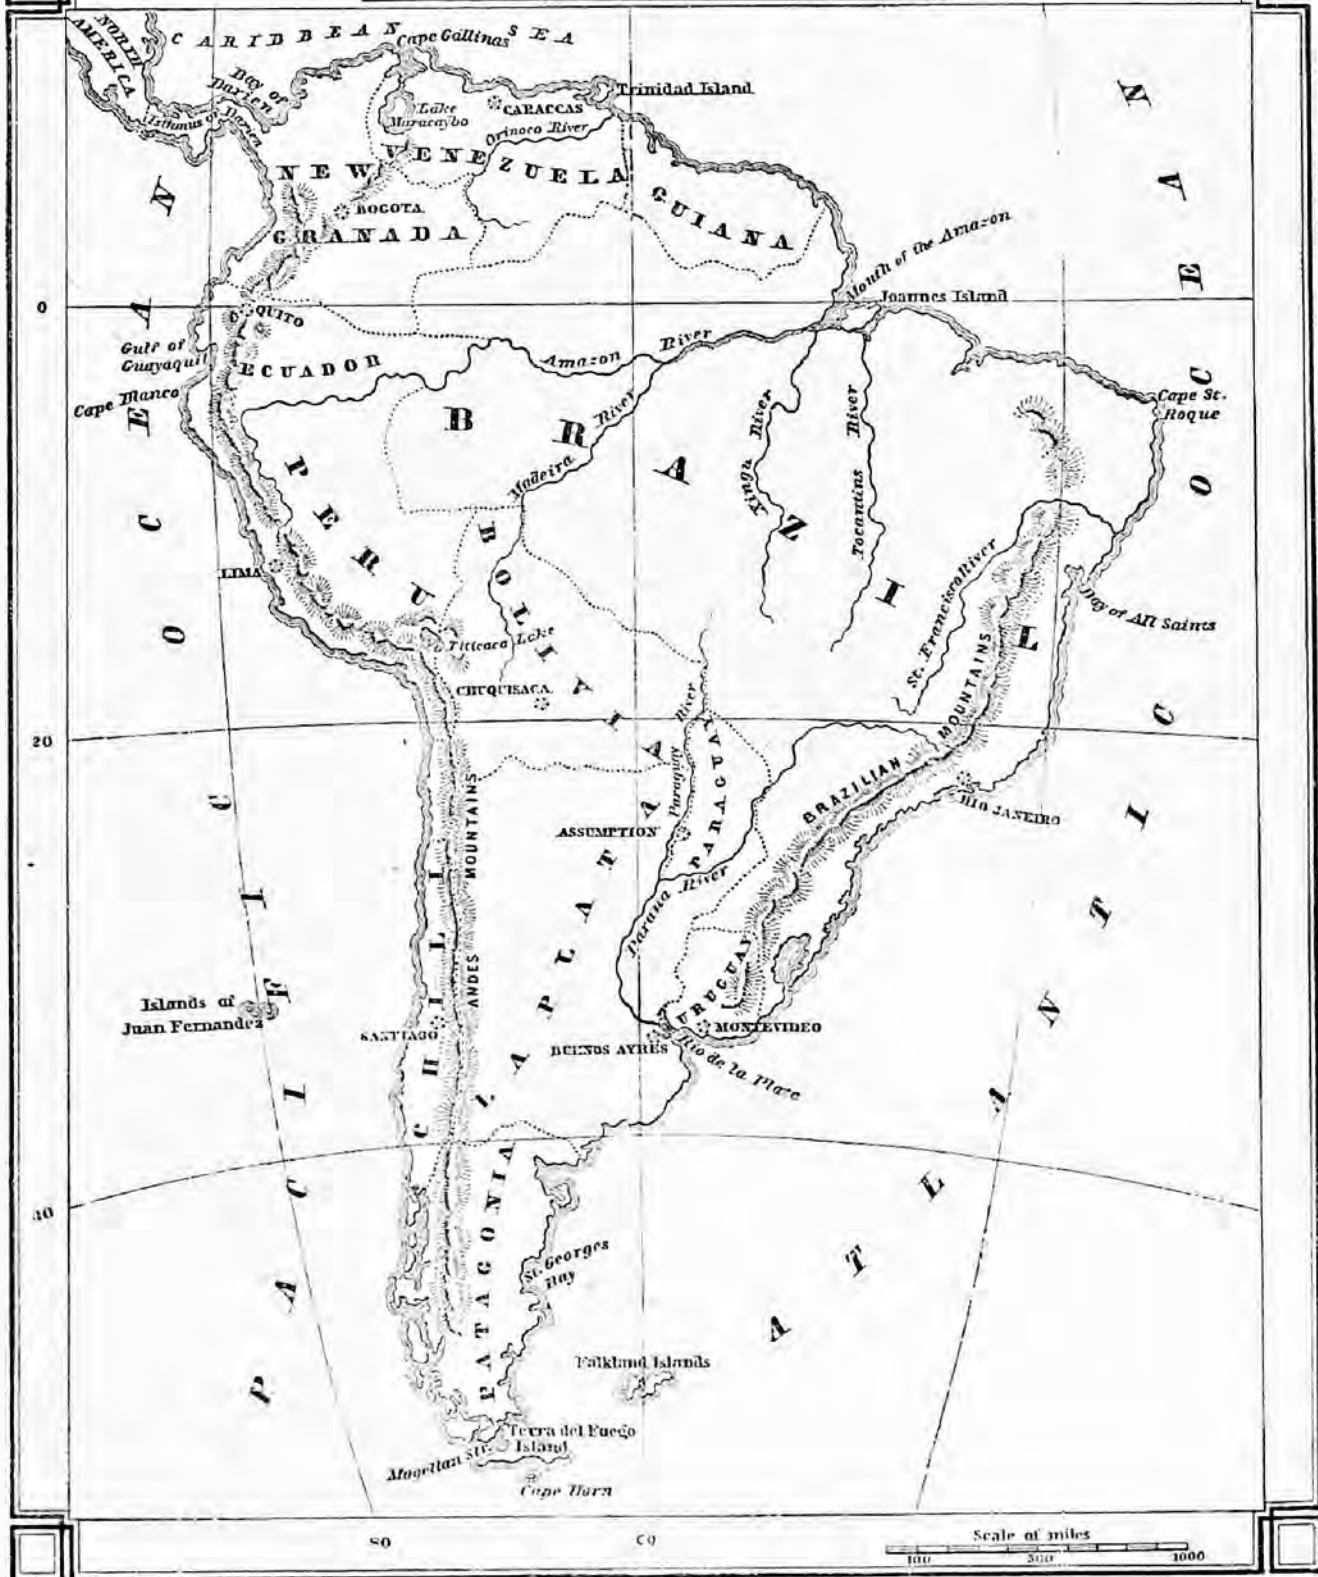 NORTH
AMERICA
CARIBBEAN SEA
Cape Gallinas
Bay of
Darien
Isthmus of Darien
Lake
Maracaybo
CARACCAS
Trinidad Island
Orinoco River
NEW
GRANADA
VENEZUELA
GUIANA
BOGOTA
Mouth of the Amazon
Joannes Island
0
QUITO
Gulf of
Guayaquil
ECUADOR
Amazon River
Cape Blanco
Cape St.
Roque
BRAZIL
Madeira River
Xingu River
Tocantins River
PERU
BOLIVIA
LIMA
St. Francisco River
Bay of All Saints
Titicaca Lake
CHUQUISACA
20
Paraguay River
PARAGUAY
BRAZILIAN MOUNTAINS
RIO JANEIRO
ASSUMPTION
ANDES MOUNTAINS
Parana River
LA PLATA
CHILI
URUGUAY
Islands of
Juan Fernandez
SANTIAGO
MONTEVIDEO
BUENOS AYRES
Rio de la Plate
PATAGONIA
40
St. Georges
Bay
Falkland Islands
Terra del Fuego
Island
Magellan Str.
Cape Horn
PACIFIC OCEAN
ATLANTIC OCEAN
80
60
Scale of miles
100 500 1000